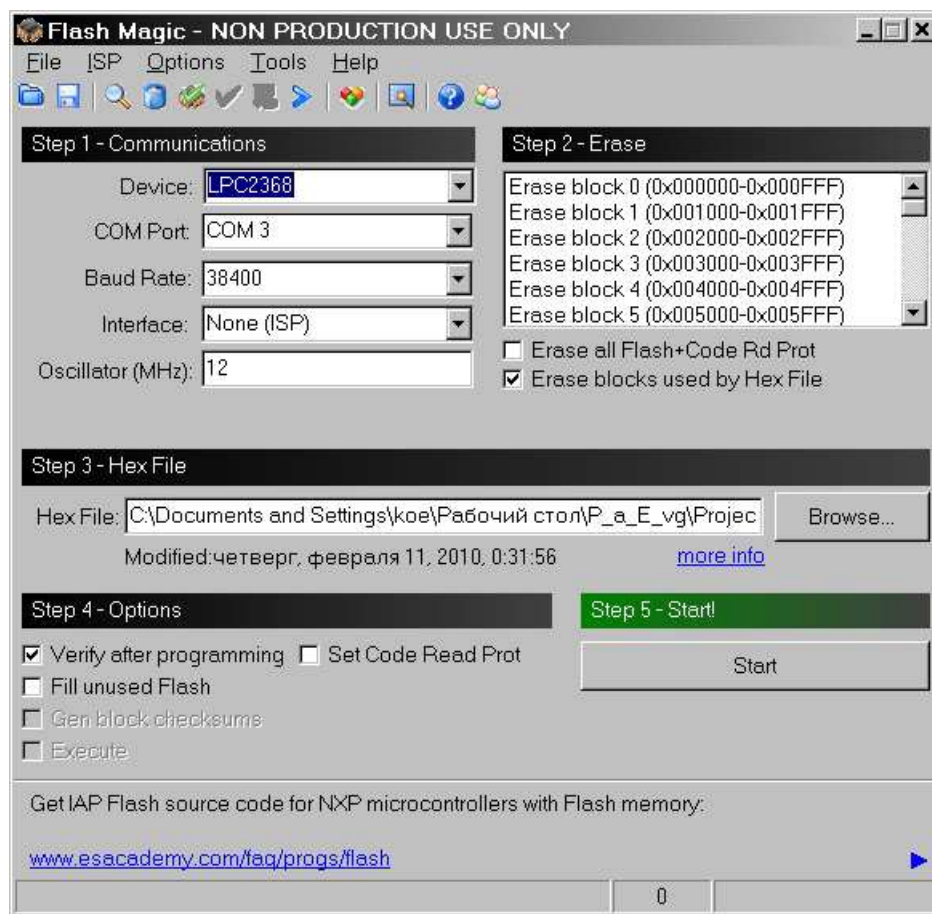 Flash Magic - NON PRODUCTION USE ONLY
File ISP Options Tools Help
Step 1 - Communications
Device: LPC2368
COM Port: COM 3
Baud Rate: 38400
Interface: None (ISP)
Oscillator (MHz): 12
Step 2 - Erase
Erase block 0 (0x000000-0x000FFF)
Erase block 1 (0x001000-0x001FFF)
Erase block 2 (0x002000-0x002FFF)
Erase block 3 (0x003000-0x003FFF)
Erase block 4 (0x004000-0x004FFF)
Erase block 5 (0x005000-0x005FFF)
Erase all Flash+Code Rd Prot
Erase blocks used by Hex File
Step 3 - Hex File
Hex File: C:\Documents and Settings\koe\Рабочий стол\P_a_E_vg\Projec Browse...
Modified:четверг, февраля 11, 2010, 0:31:56 more info
Step 4 - Options
Verify after programming Set Code Read Prot
Fill unused Flash
Gen block checksums
Execute
Step 5 - Start!
Start
Get IAP Flash source code for NXP microcontrollers with Flash memory:
www.esacademy.com/faq/progs/flash
0